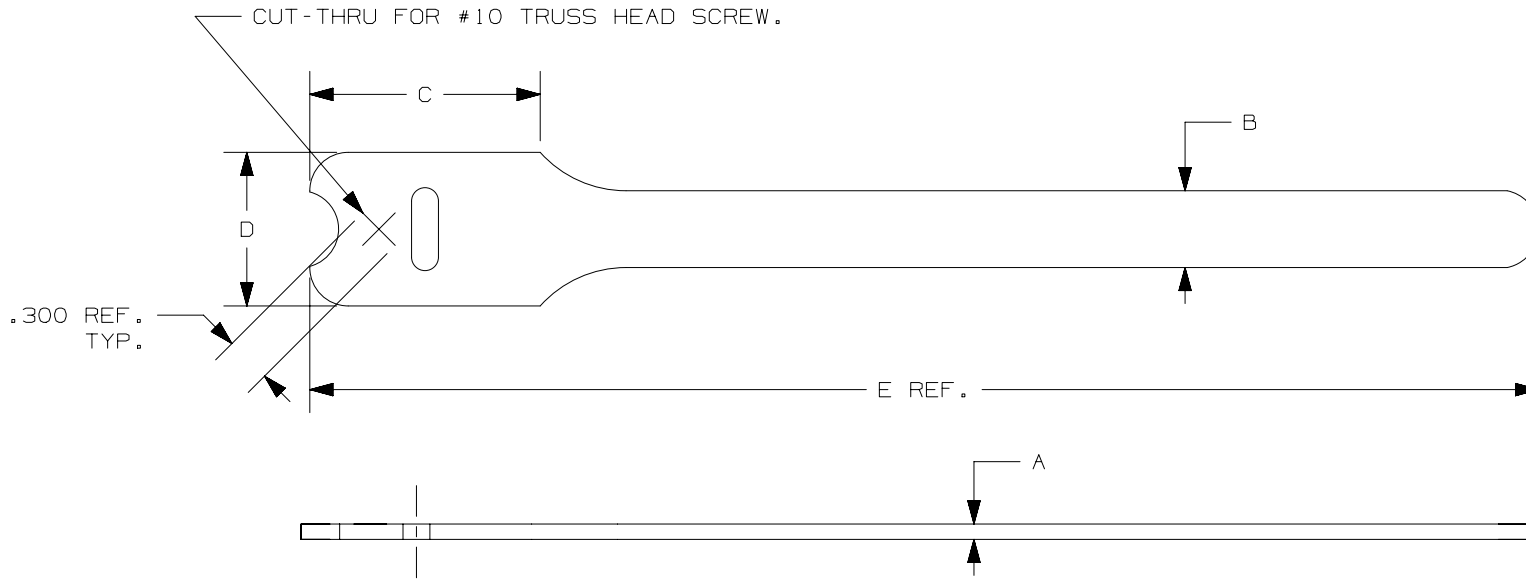 CUT-THRU FOR #10 TRUSS HEAD SCREW.
C
B
D
.300 REF.
TYP.
E REF.
A